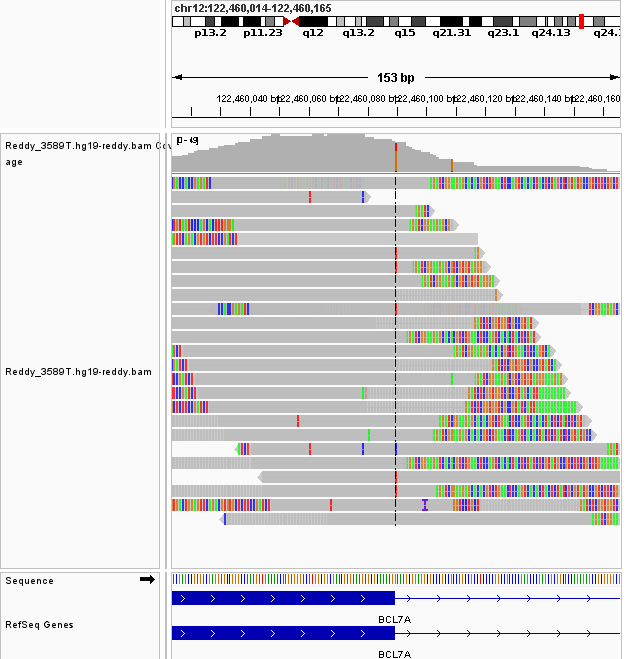 chr12:122,460,014-122,460,165
p13.2 p11.23 q12 q13.2 q15 q21.31 q23.1 q24.13 q24.
153 bp
122,460,040 bp 122,460,060 bp 122,460,080 bp 122,460,100 bp 122,460,120 bp 122,460,140 bp 122,460,160
Reddy_3589T.hg19-reddy.bam Cov
age
Reddy_3589T.hg19-reddy.bam
Sequence
RefSeq Genes
BCL7A
BCL7A